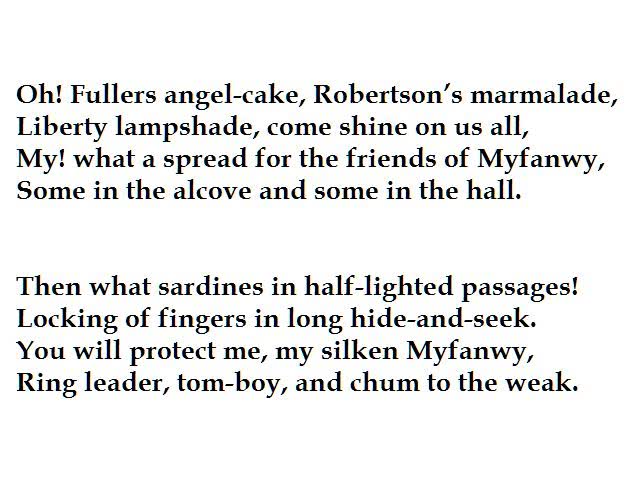 Oh! Fullers angel-cake, Robertson’s marmalade,
Liberty lampshade, come shine on us all,
My! what a spread for the friends of Myfanwy,
Some in the alcove and some in the hall.
Then what sardines in half-lighted passages!
Locking of fingers in long hide-and-seek.
You will protect me, my silken Myfanwy,
Ring leader, tom-boy, and chum to the weak.